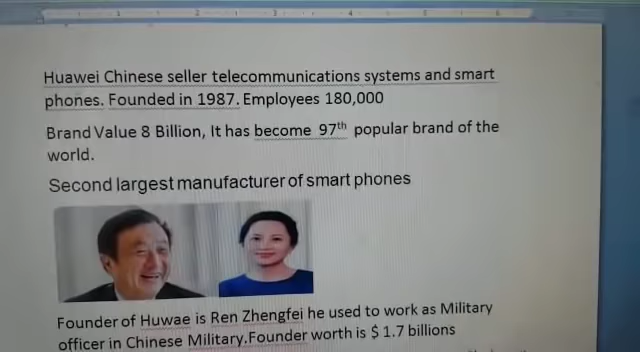 Huawei Chinese seller telecommunications systems and smart
phones. Founded in 1987. Employees 180,000
Brand Value 8 Billion, It has become 97th popular brand of the
world.
Second largest manufacturer of smart phones
Founder of Huwae is Ren Zhengfei he used to work as Military
officer in Chinese Military.Founder worth is $ 1.7 billions